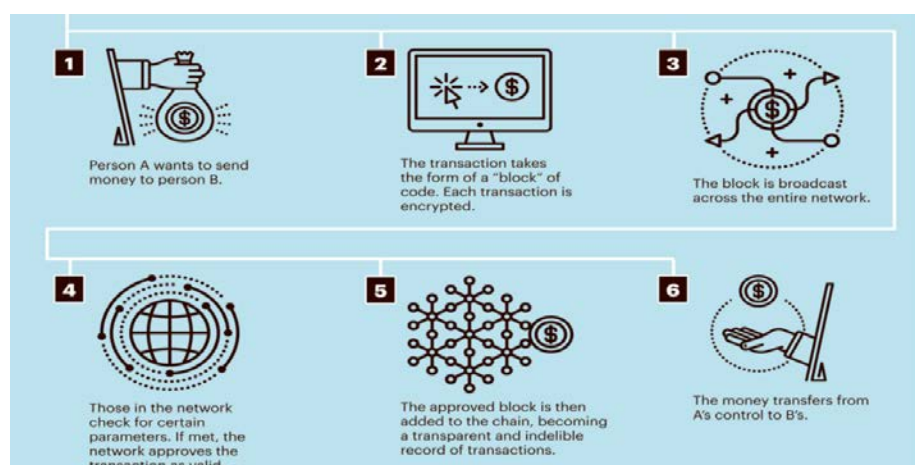 1
Person A wants to send
money to person B.
2
The transaction takes
the form of a "block" of
code. Each transaction is
encrypted.
3
The block is broadcast
across the entire network.
4
Those in the network
check for certain
parameters. If met, the
network approves the
transaction as valid
5
The approved block is then
added to the chain, becoming
a transparent and indelible
record of transactions.
6
The money transfers from
A's control to B's.